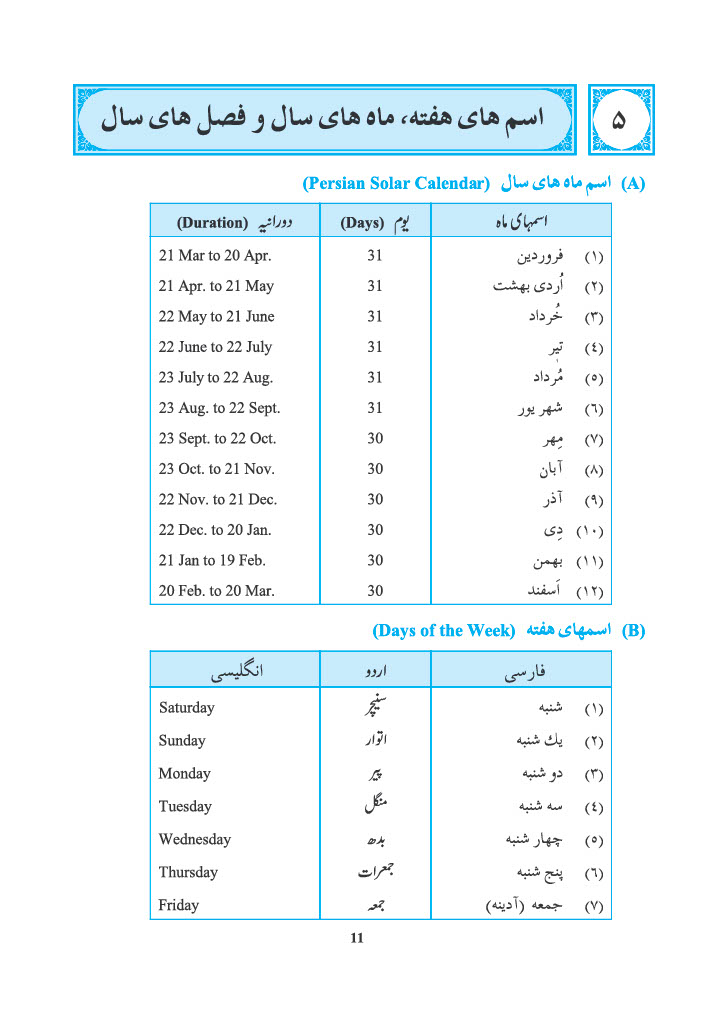 ۵ اسم های هفته، ماه های سال و فصل های سال
(A) اسم ماه های سال (Persian Solar Calendar)
اسمہای ماہ یوم (Days) دورانیہ (Duration)
(۱) فروردین 31 21 Mar to 20 Apr.
(۲) اُردی بهشت 31 21 Apr. to 21 May
(۳) خُرداد 31 22 May to 21 June
(٤) تیر 31 22 June to 22 July
(٥) مُرداد 31 23 July to 22 Aug.
(٦) شهر یور 31 23 Aug. to 22 Sept.
(۷) مِهر 30 23 Sept. to 22 Oct.
(۸) آبان 30 23 Oct. to 21 Nov.
(۹) آذر 30 22 Nov. to 21 Dec.
(۱۰) دِی 30 22 Dec. to 20 Jan.
(۱۱) بهمن 30 21 Jan to 19 Feb.
(۱۲) اَسفند 30 20 Feb. to 20 Mar.
(B) اسمهای هفته (Days of the Week)
فارسی اردو انگلیسی
(۱) شنبه سنیچر Saturday
(۲) یك شنبه اتوار Sunday
(۳) دو شنبه پیر Monday
(٤) سه شنبه منگل Tuesday
(٥) چهار شنبه بدھ Wednesday
(٦) پنج شنبه جمعرات Thursday
(۷) جمعه (آدینه) جمعہ Friday
11